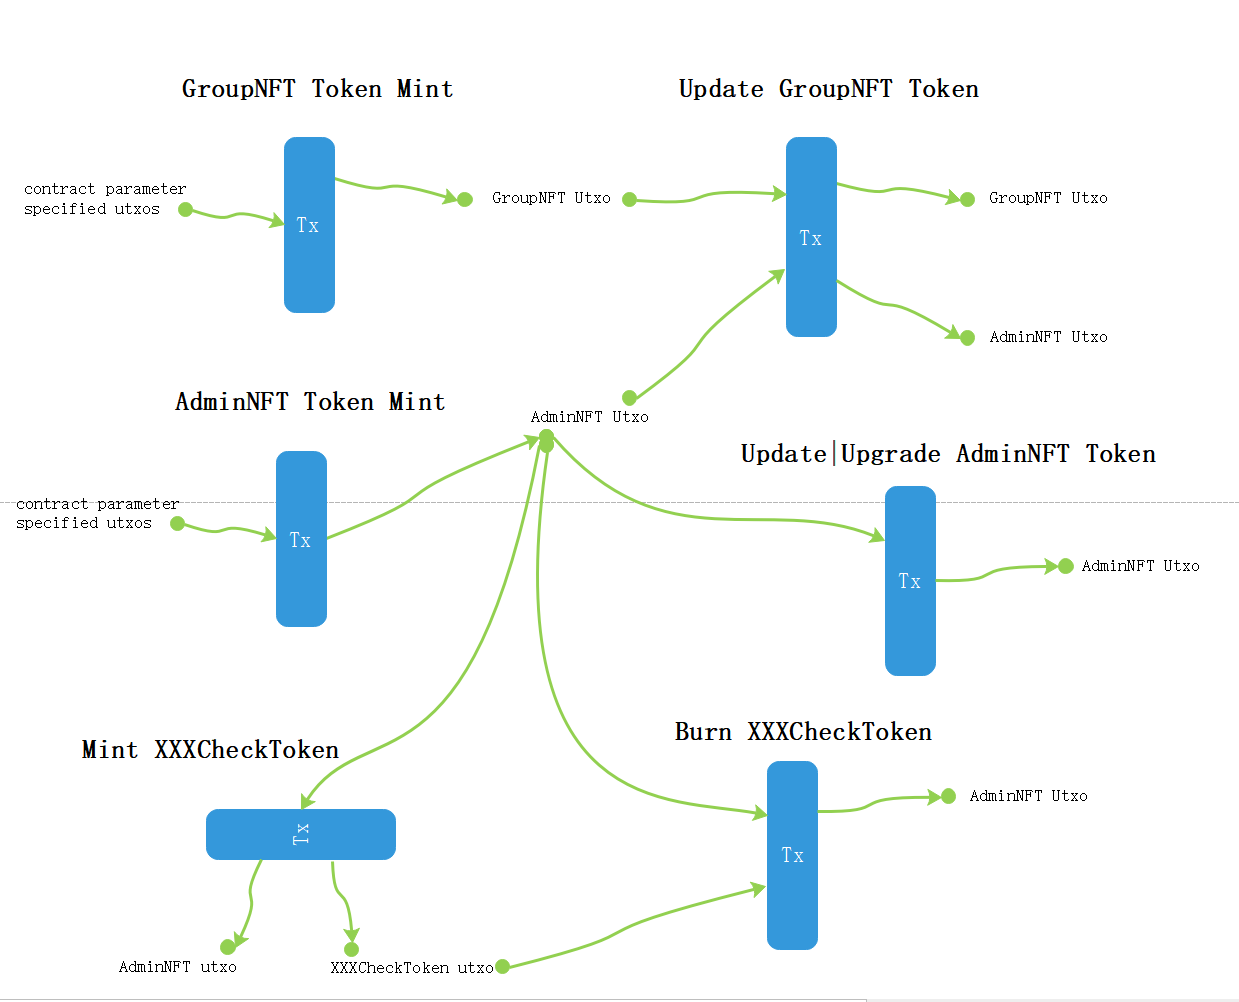 GroupNFT Token Mint
Update GroupNFT Token
contract parameter
specified utxos
Tx
GroupNFT Utxo
Tx
GroupNFT Utxo
AdminNFT Utxo
AdminNFT Token Mint
AdminNFT Utxo
Update|Upgrade AdminNFT Token
contract parameter
specified utxos
Tx
Tx
AdminNFT Utxo
Mint XXXCheckToken
Burn XXXCheckToken
Tx
Tx
AdminNFT Utxo
AdminNFT utxo
XXXCheckToken utxo